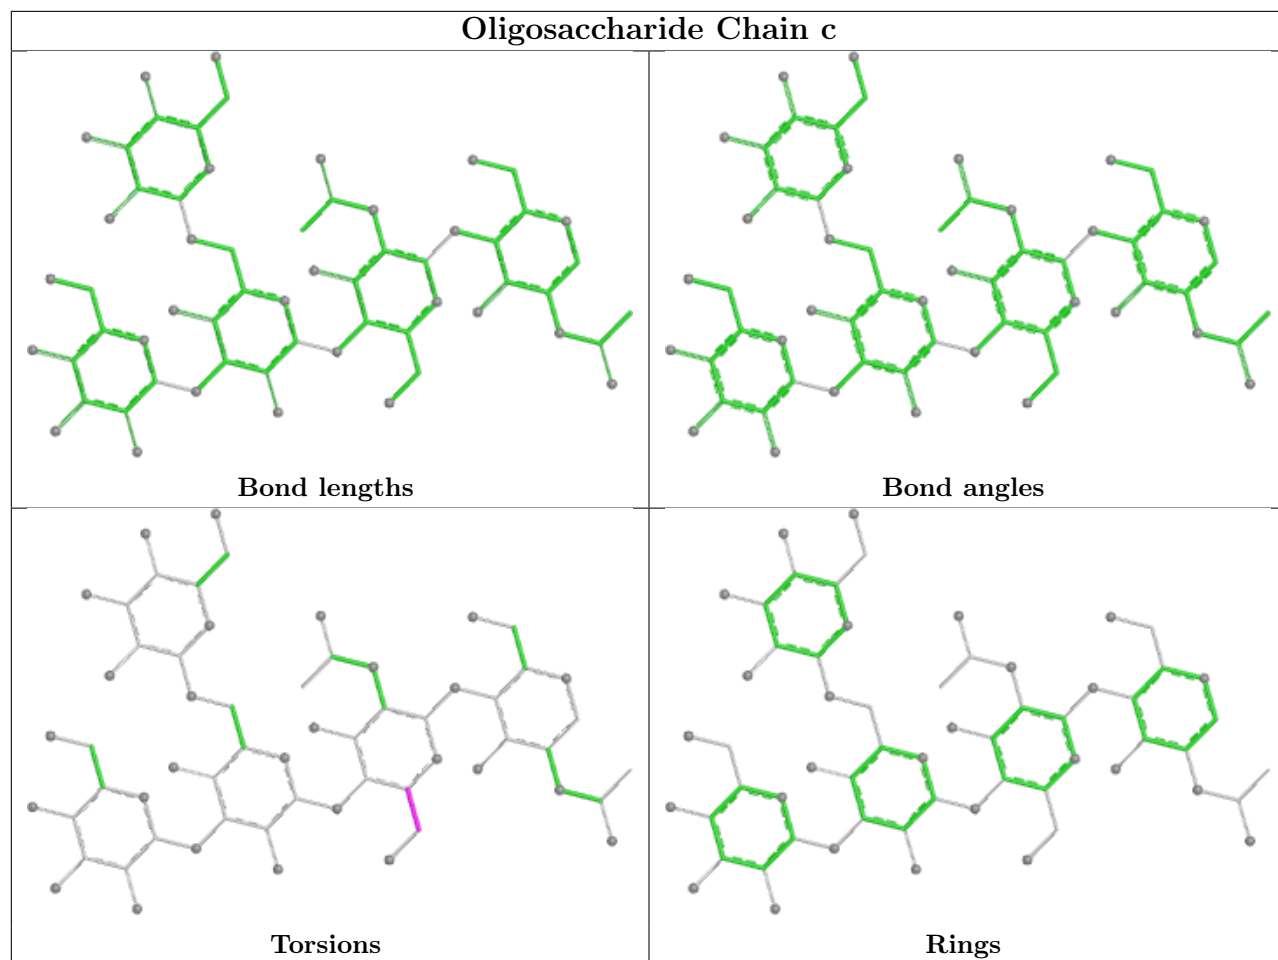 Oligosaccharide Chain c
Bond lengths
Bond angles
Torsions
Rings